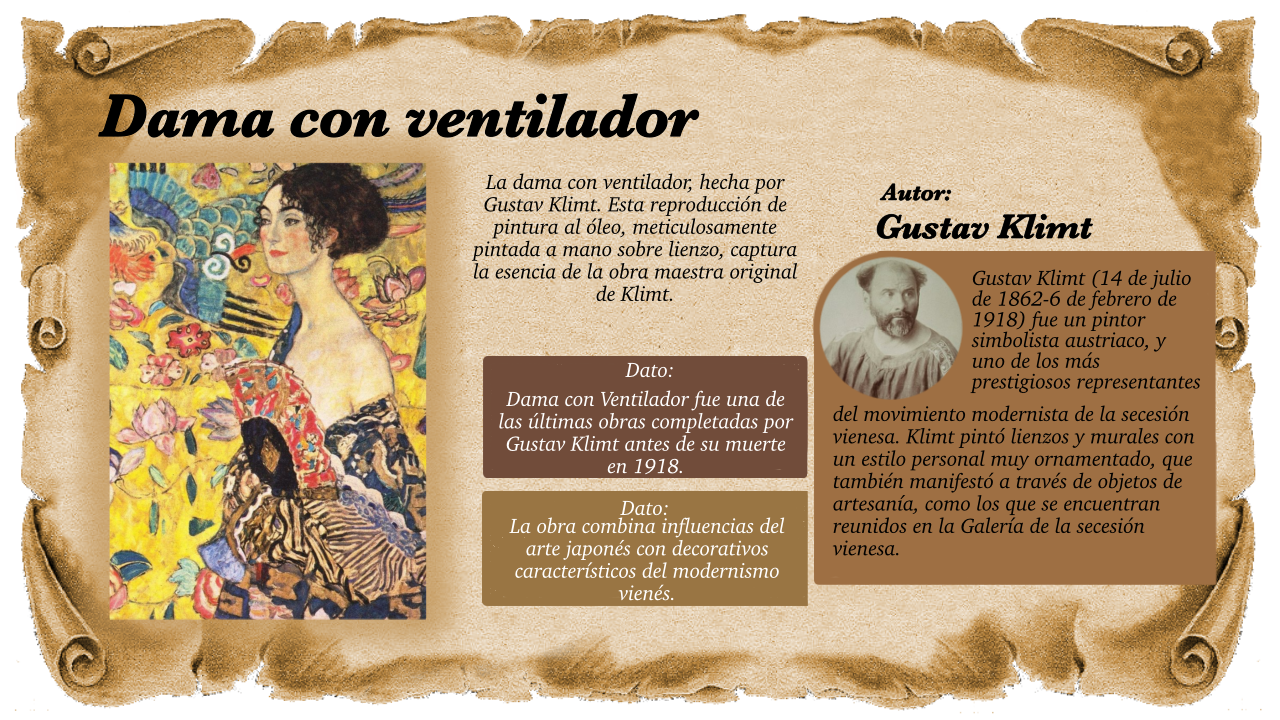 Dama con ventilador
La dama con ventilador, hecha por
Gustav Klimt. Esta reproducción de
pintura al óleo, meticulosamente
pintada a mano sobre lienzo, captura
la esencia de la obra maestra original
de Klimt.
Dato:
Dama con Ventilador fue una de
las últimas obras completadas por
Gustav Klimt antes de su muerte
en 1918.
Dato:
La obra combina influencias del
arte japonés con decorativos
característicos del modernismo
vienés.
Autor:
Gustav Klimt
Gustav Klimt (14 de julio
de 1862-6 de febrero de
1918) fue un pintor
simbolista austriaco, y
uno de los más
prestigiosos representantes
del movimiento modernista de la secesión
vienesa. Klimt pintó lienzos y murales con
un estilo personal muy ornamentado, que
también manifestó a través de objetos de
artesanía, como los que se encuentran
reunidos en la Galería de la secesión
vienesa.